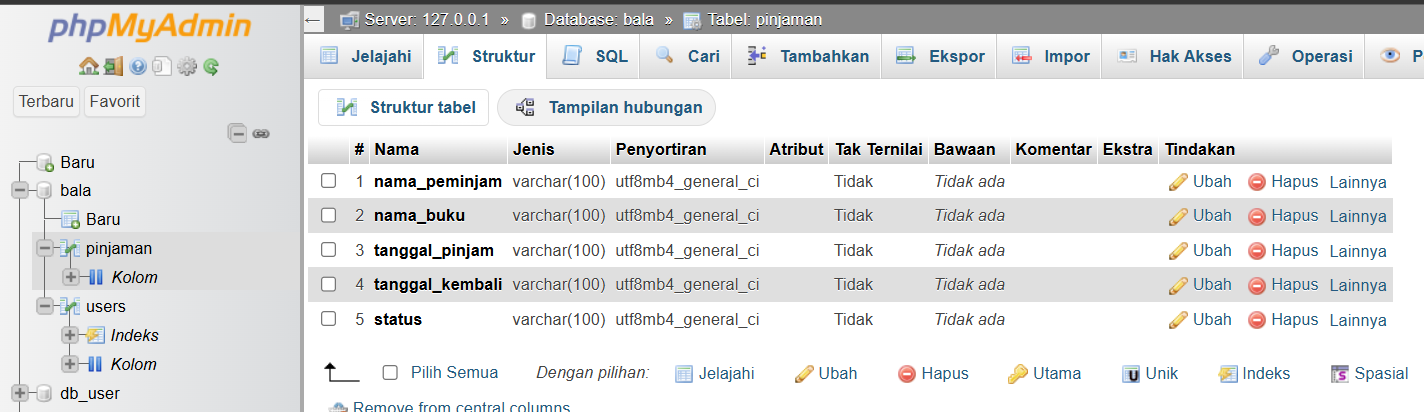 phpMyAdmin
Terbaru Favorit
Baru
bala
Baru
pinjaman
Kolom
users
Indeks
Kolom
db_user
Server: 127.0.0.1 » Database: bala » Tabel: pinjaman
Jelajahi Struktur SQL Cari Tambahkan Ekspor Impor Hak Akses Operasi P
Struktur tabel Tampilan hubungan
# Nama Jenis Penyortiran Atribut Tak Ternilai Bawaan Komentar Ekstra Tindakan
1 nama_peminjam varchar(100) utf8mb4_general_ci Tidak Tidak ada Ubah Hapus Lainnya
2 nama_buku varchar(100) utf8mb4_general_ci Tidak Tidak ada Ubah Hapus Lainnya
3 tanggal_pinjam varchar(100) utf8mb4_general_ci Tidak Tidak ada Ubah Hapus Lainnya
4 tanggal_kembali varchar(100) utf8mb4_general_ci Tidak Tidak ada Ubah Hapus Lainnya
5 status varchar(100) utf8mb4_general_ci Tidak Tidak ada Ubah Hapus Lainnya
Pilih Semua Dengan pilihan: Jelajahi Ubah Hapus Utama Unik Indeks Spasial
Remove from central columns